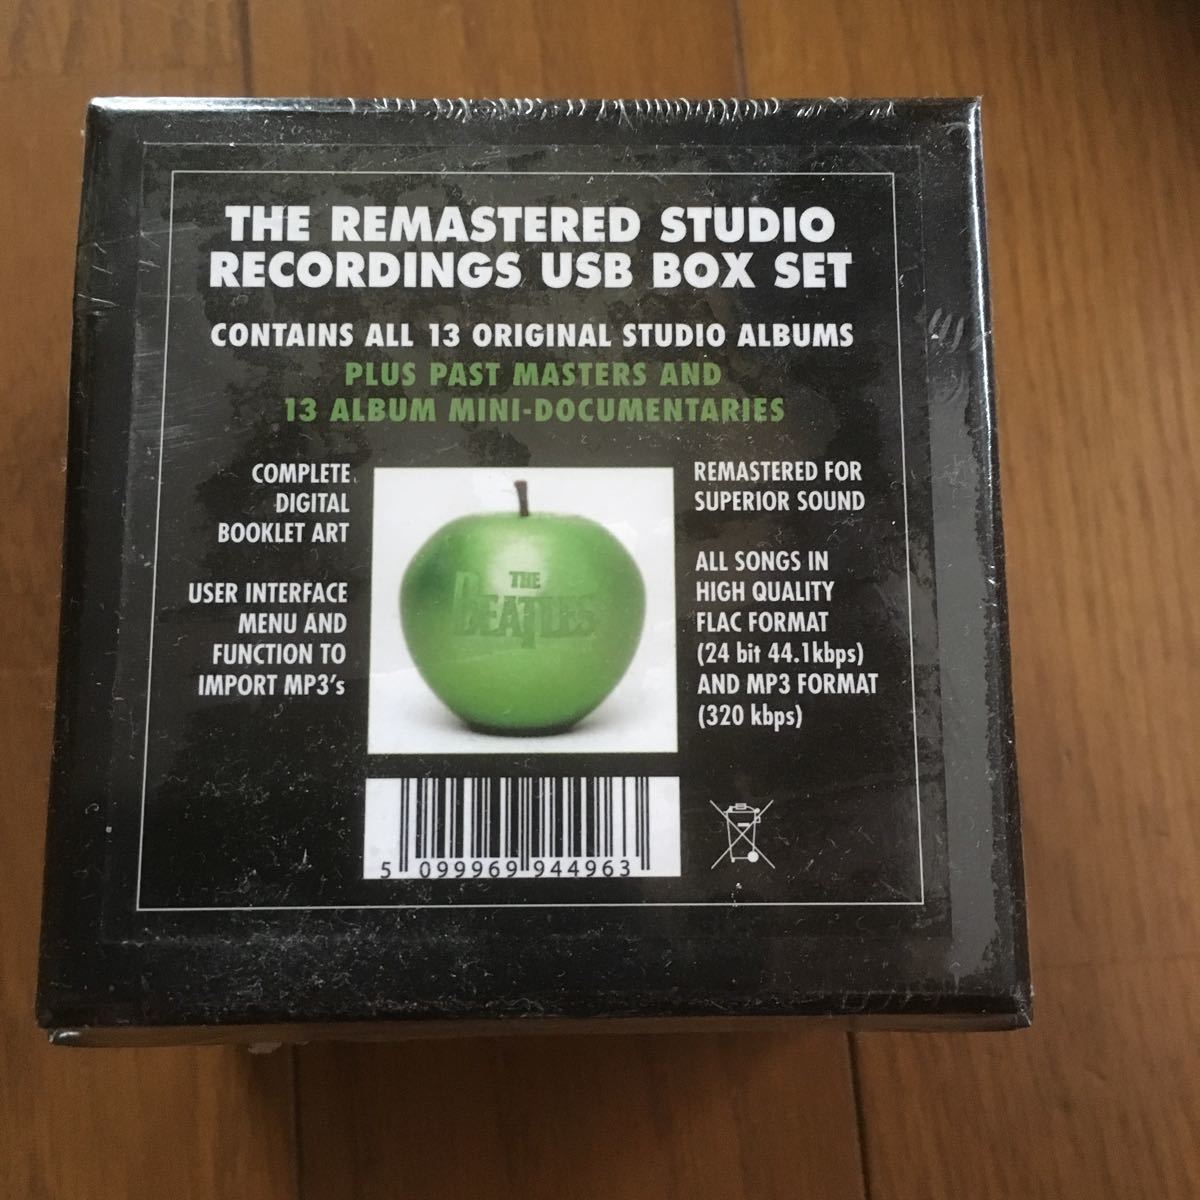 THE REMASTERED STUDIO
RECORDINGS USB BOX SET
CONTAINS ALL 13 ORIGINAL STUDIO ALBUMS
PLUS PAST MASTERS AND
13 ALBUM MINI-DOCUMENTARIES
COMPLETE
DIGITAL
BOOKLET ART
USER INTERFACE
MENU AND
FUNCTION TO
IMPORT MP3's
THE
BEATLES
REMASTERED FOR
SUPERIOR SOUND
ALL SONGS IN
HIGH QUALITY
FLAC FORMAT
(24 bit 44.1kbps)
AND MP3 FORMAT
(320 kbps)
5 099969 944963